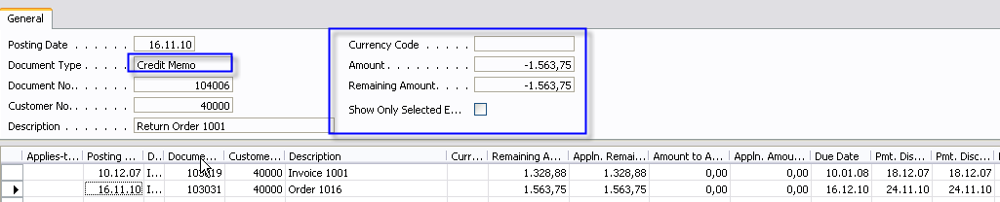 General
Posting Date . . . . . . 16.11.10 Currency Code . . . . .
Document Type . . . . . Credit Memo Amount . . . . . . . . . -1.563,75
Document No.. . . . . . 104006 Remaining Amount. . . . -1.563,75
Customer No.. . . . . . 40000 Show Only Selected E...
Description . . . . . . . Return Order 1001
Applies-t... Posting ... D... Docume... Custome... Description Curr... Remaining A... Appln. Remai... Amount to A... Appln. Amou... Due Date Pmt. Disc... Pmt. Disc...
10.12.07 I... 40000 Invoice 1001 1.328,88 1.328,88 0,00 0,00 10.01.08 18.12.07 18.12.07
16.11.10 I... 103031 40000 Order 1016 1.563,75 1.563,75 0,00 0,00 16.12.10 24.11.10 24.11.10